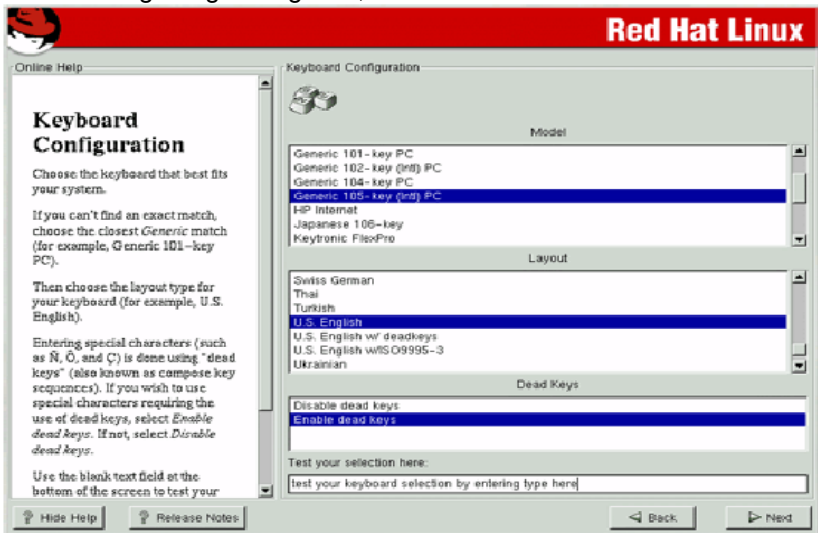 Red Hat Linux
Online Help
Keyboard
Configuration
Choose the keyboard that best fits
your system.
If you can't find an exact match,
choose the closest Generic match
(for example, Generic 101-key
PC).
Then choose the layout type for
your keyboard (for example, U.S.
English).
Entering special characters (such
as Ñ, Ô, and Ç) is done using "dead
keys" (also known as compose key
sequences). If you wish to use
special characters requiring the
use of dead keys, select Enable
dead keys. If not, select Disable
dead keys.
Use the blank text field at the
bottom of the screen to test your
Keyboard Configuration
Model
Generic 101-key PC
Generic 102-key (Intl) PC
Generic 104-key PC
Generic 105-key (Intl) PC
HP Internet
Japanese 106-key
Keytronic FlexPro
Layout
Swiss German
Thai
Turkish
U.S. English
U.S. English w/ deadkeys
U.S. English w/ISO9995-3
Ukrainian
Dead Keys
Disable dead keys
Enable dead keys
Test your selection here:
test your keyboard selection by entering type here
Hide Help
Release Notes
Back
Next